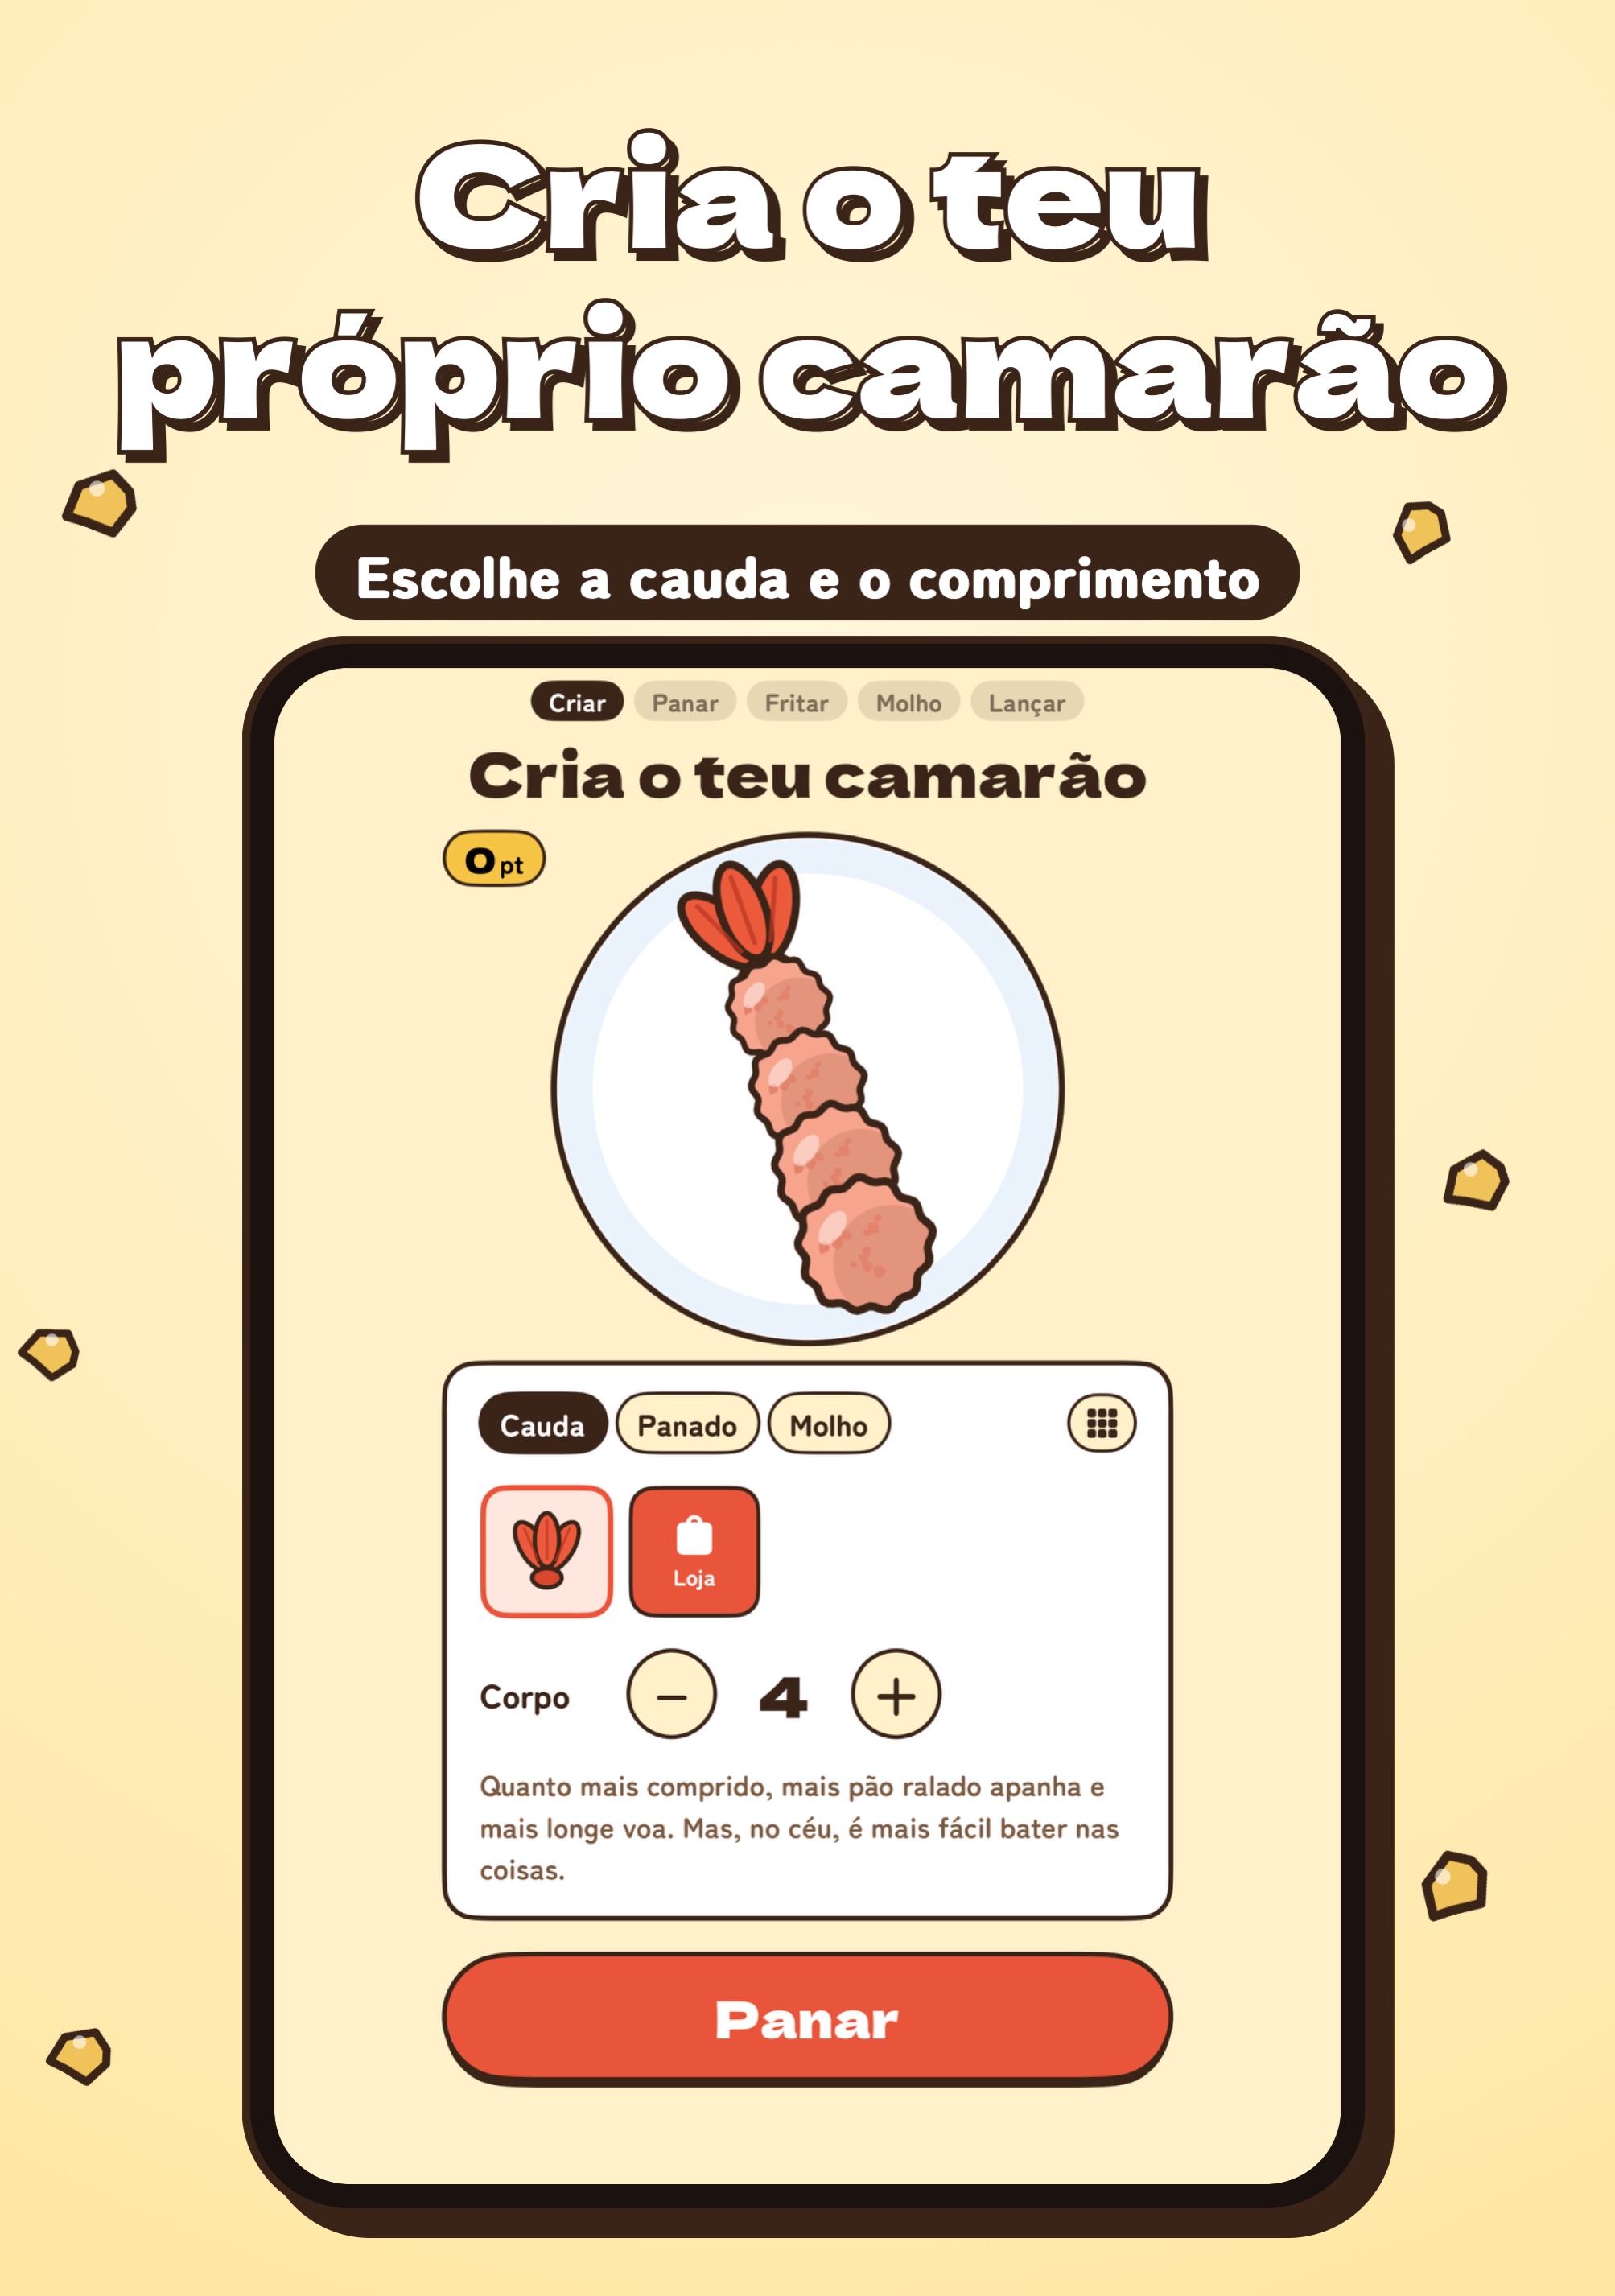 Cria o teu
próprio camarão
Escolhe a cauda e o comprimento
Criar Panar Fritar Molho Lançar
Cria o teu camarão
0 pt
Cauda Panado Molho
Loja
Corpo − 4 +
Quanto mais comprido, mais pão ralado apanha e
mais longe voa. Mas, no céu, é mais fácil bater nas
coisas.
Panar